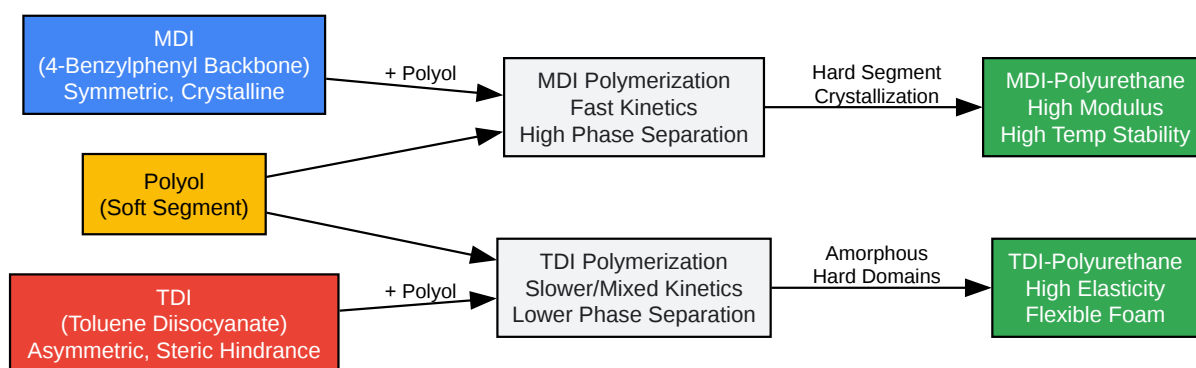 MDI
(4-Benzylphenyl Backbone)
Symmetric, Crystalline
+ Polyol
MDI Polymerization
Fast Kinetics
High Phase Separation
Hard Segment
Crystallization
MDI-Polyurethane
High Modulus
High Temp Stability
Polyol
(Soft Segment)
TDI
(Toluene Diisocyanate)
Asymmetric, Steric Hindrance
+ Polyol
TDI Polymerization
Slower/Mixed Kinetics
Lower Phase Separation
Amorphous
Hard Domains
TDI-Polyurethane
High Elasticity
Flexible Foam